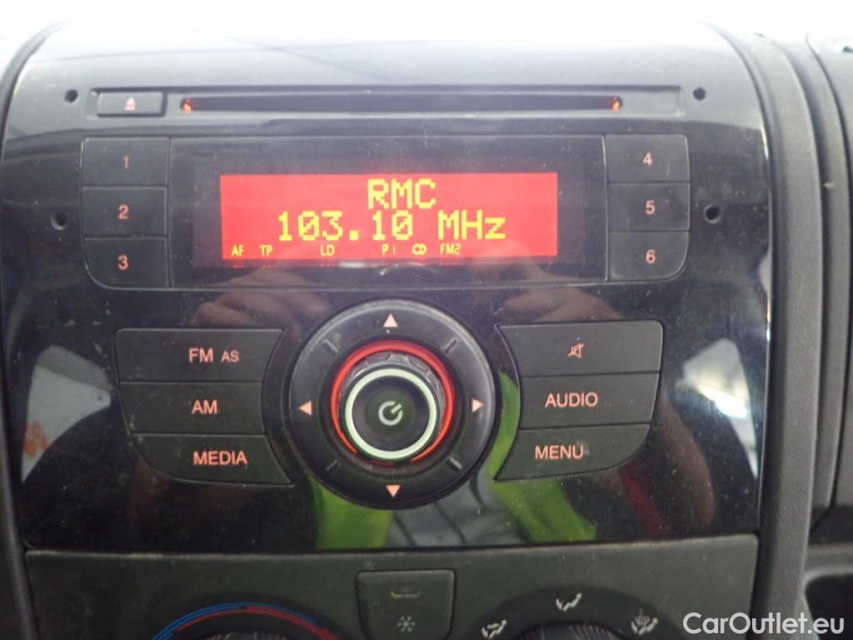 1
4
RMC
2
103.10 MHz
5
AF TP LD PI FM2
3
6
FM AS
AM
AUDIO
MEDIA
MENU
CarOutlet.eu